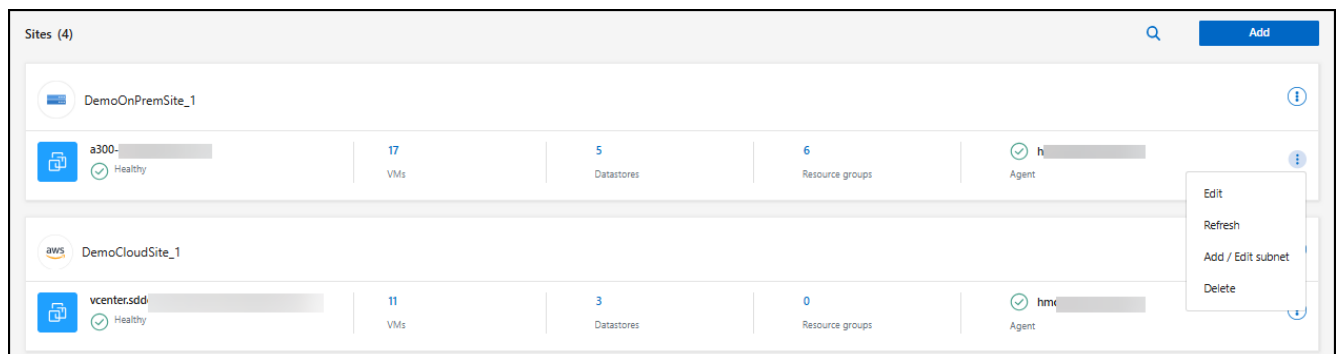 Sites (4)
Add
DemoOnPremSite_1
a300-
Healthy
17
VMs
5
Datastores
6
Resource groups
h
Agent
Edit
Refresh
Add / Edit subnet
Delete
aws
DemoCloudSite_1
vcenter.sdd
Healthy
11
VMs
3
Datastores
0
Resource groups
hm
Agent